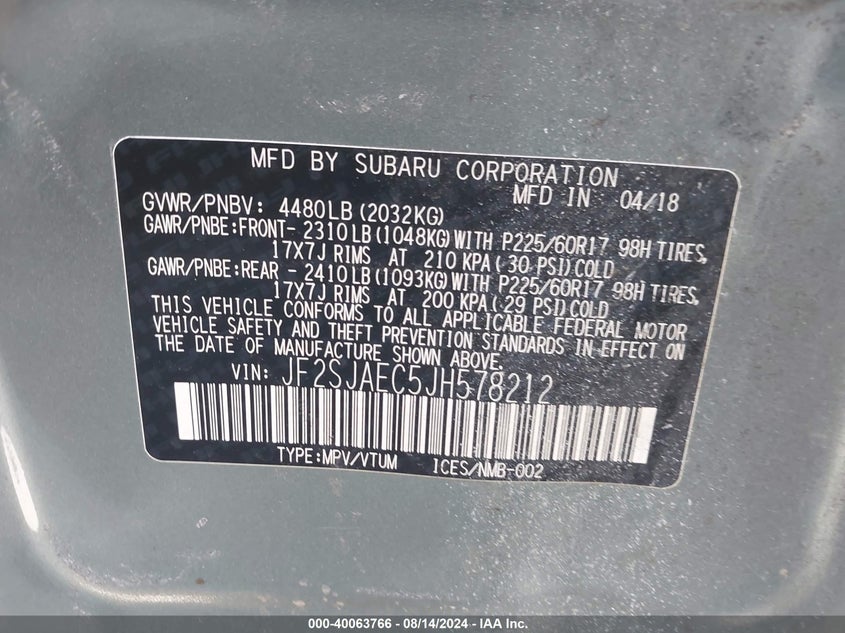 MFD BY SUBARU CORPORATION
MFD IN 04/18
GVWR/PNBV: 4480LB (2032KG)
GAWR/PNBE:FRONT- 2310LB (1048KG) WITH P225/60R17 98H TIRES,
17X7J RIMS AT 210 KPA (30 PSI) COLD
GAWR/PNBE:REAR - 2410LB (1093KG) WITH P225/60R17 98H TIRES,
17X7J RIMS AT 200 KPA (29 PSI) COLD
THIS VEHICLE CONFORMS TO ALL APPLICABLE FEDERAL MOTOR
VEHICLE SAFETY AND THEFT PREVENTION STANDARDS IN EFFECT ON
THE DATE OF MANUFACTURE SHOWN ABOVE.
VIN: JF2SJAEC5JH578212
TYPE:MPV/VTUM ICES/NMB-002
000-40063766 - 08/14/2024 - IAA Inc.